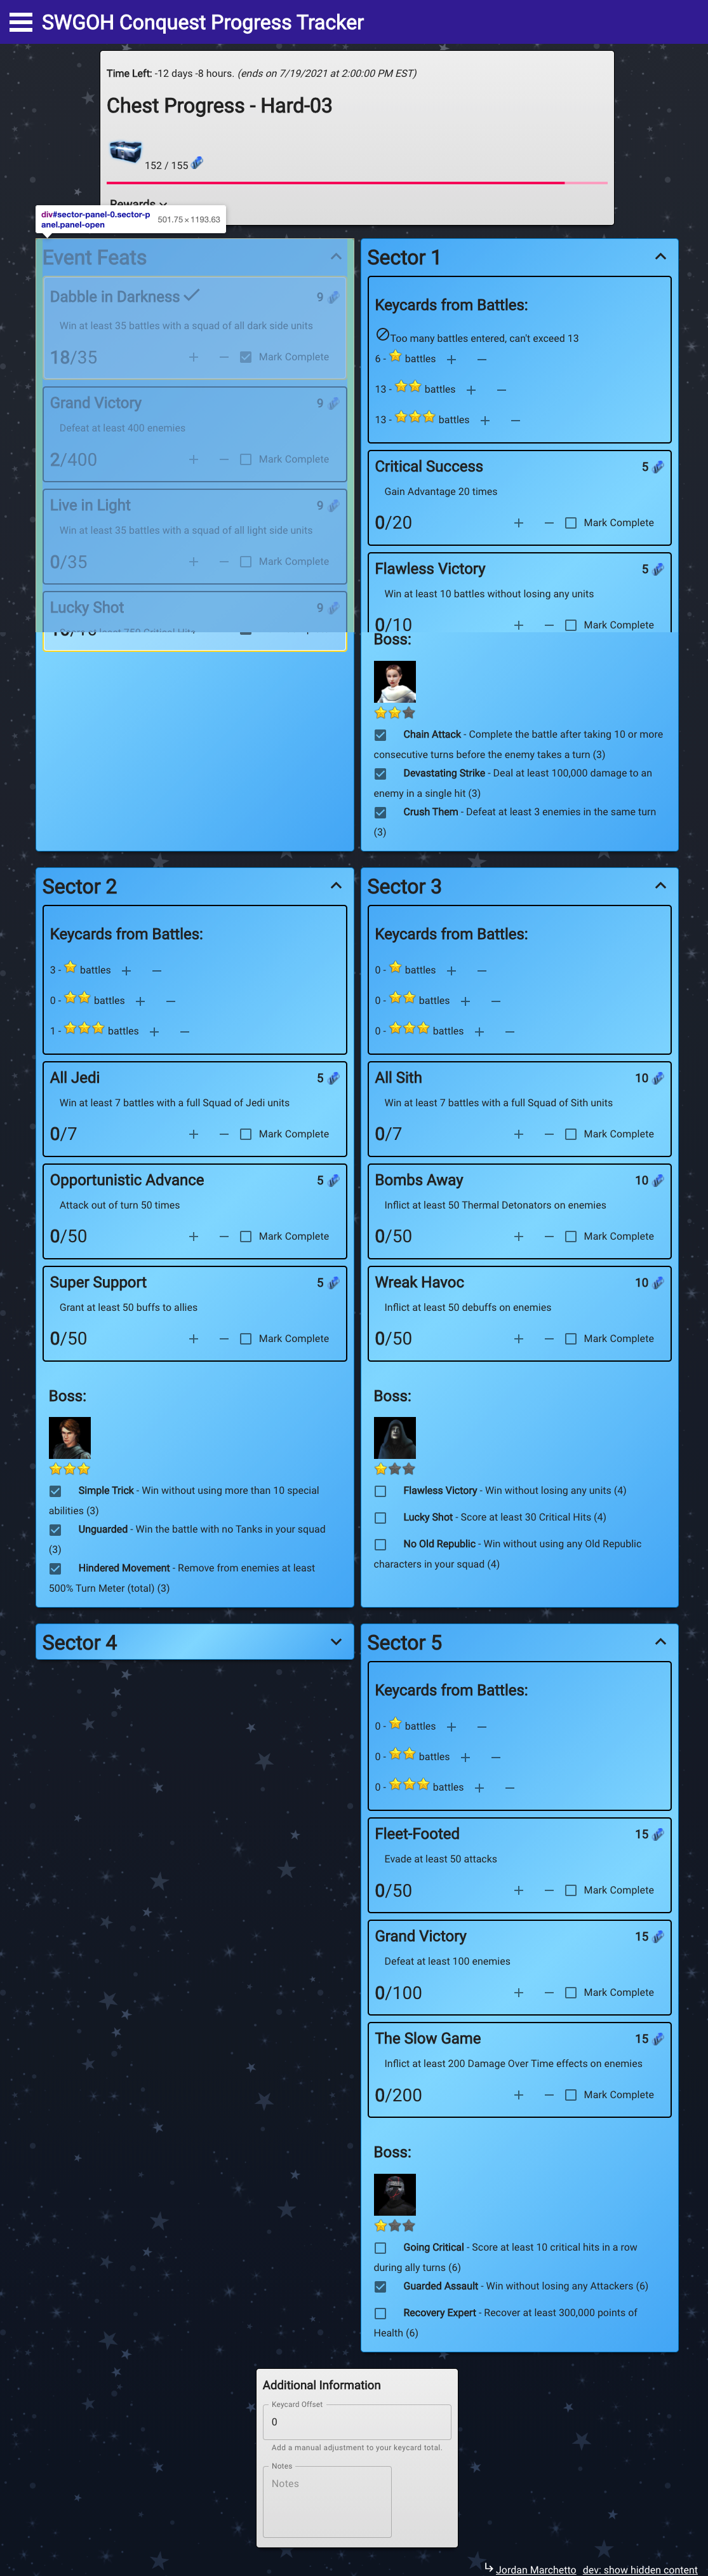 SWGOH Conquest Progress Tracker
Time Left: -12 days -8 hours. (ends on 7/19/2021 at 2:00:00 PM EST)
Chest Progress - Hard-03
152 / 155
Rewards
div#sector-panel-0.sector-p
anel.panel-open
501.75 × 1193.63
Event Feats
Dabble in Darkness
9
Win at least 35 battles with a squad of all dark side units
18/35
Mark Complete
Grand Victory
9
Defeat at least 400 enemies
2/400
Mark Complete
Live in Light
9
Win at least 35 battles with a squad of all light side units
0/35
Mark Complete
Lucky Shot
9
Sector 1
Keycards from Battles:
Too many battles entered, can't exceed 13
6 - battles + −
13 - battles + −
13 - battles + −
Critical Success
5
Gain Advantage 20 times
0/20
+ − Mark Complete
Flawless Victory
5
Win at least 10 battles without losing any units
0/10
+ − Mark Complete
Boss:
Chain Attack - Complete the battle after taking 10 or more
consecutive turns before the enemy takes a turn (3)
Devastating Strike - Deal at least 100,000 damage to an
enemy in a single hit (3)
Crush Them - Defeat at least 3 enemies in the same turn
(3)
Sector 2
Keycards from Battles:
3 - battles + −
0 - battles + −
1 - battles + −
All Jedi
5
Win at least 7 battles with a full Squad of Jedi units
0/7
+ − Mark Complete
Opportunistic Advance
5
Attack out of turn 50 times
0/50
+ − Mark Complete
Super Support
5
Grant at least 50 buffs to allies
0/50
+ − Mark Complete
Boss:
Simple Trick - Win without using more than 10 special
abilities (3)
Unguarded - Win the battle with no Tanks in your squad
(3)
Hindered Movement - Remove from enemies at least
500% Turn Meter (total) (3)
Sector 3
Keycards from Battles:
0 - battles + −
0 - battles + −
0 - battles + −
All Sith
10
Win at least 7 battles with a full Squad of Sith units
0/7
+ − Mark Complete
Bombs Away
10
Inflict at least 50 Thermal Detonators on enemies
0/50
+ − Mark Complete
Wreak Havoc
10
Inflict at least 50 debuffs on enemies
0/50
+ − Mark Complete
Boss:
Flawless Victory - Win without losing any units (4)
Lucky Shot - Score at least 30 Critical Hits (4)
No Old Republic - Win without using any Old Republic
characters in your squad (4)
Sector 4
Sector 5
Keycards from Battles:
0 - battles + −
0 - battles + −
0 - battles + −
Fleet-Footed
15
Evade at least 50 attacks
0/50
+ − Mark Complete
Grand Victory
15
Defeat at least 100 enemies
0/100
+ − Mark Complete
The Slow Game
15
Inflict at least 200 Damage Over Time effects on enemies
0/200
+ − Mark Complete
Boss:
Going Critical - Score at least 10 critical hits in a row
during ally turns (6)
Guarded Assault - Win without losing any Attackers (6)
Recovery Expert - Recover at least 300,000 points of
Health (6)
Additional Information
Keycard Offset
0
Add a manual adjustment to your keycard total.
Notes
Notes
Jordan Marchetto dev: show hidden content